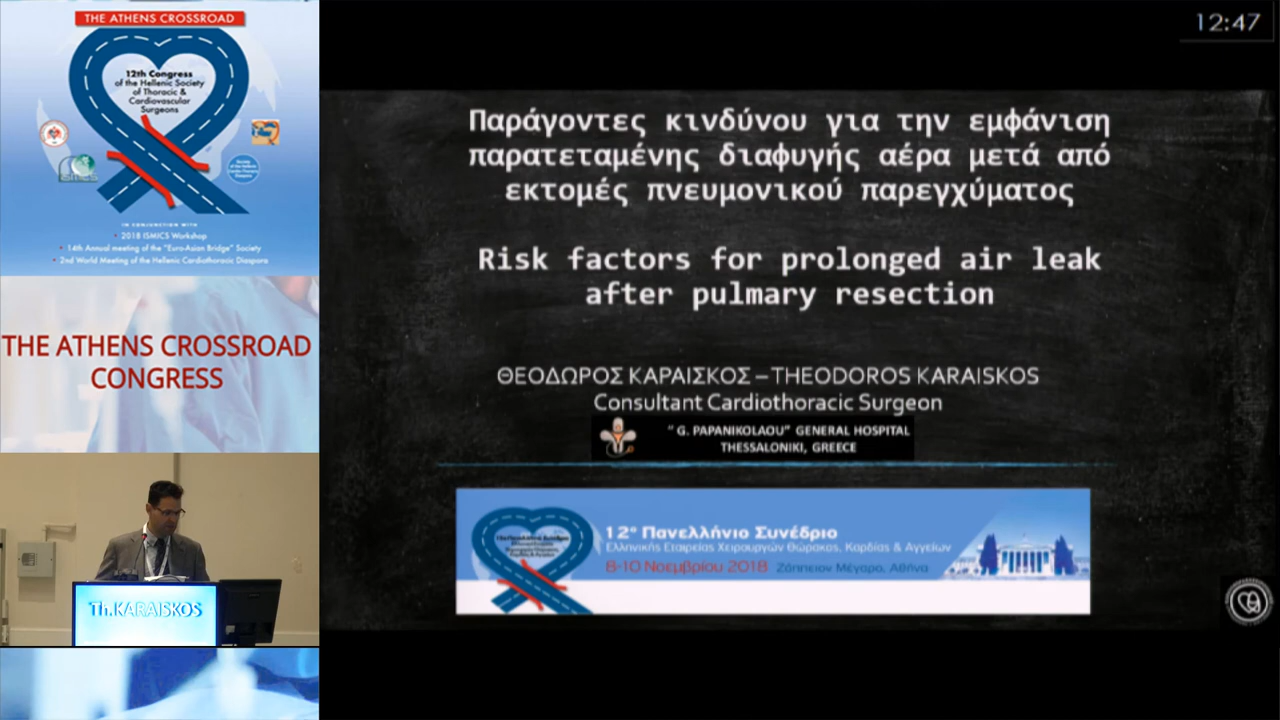 THE ATHENS CROSSROAD
12th Congress
of the Hellenic Society
of Thoracic &
Cardiovascular
Surgeons
ISMICS
IN CONJUNCTION WITH
• 2018 ISMICS Workshop
• 14th Annual meeting of the "Euro-Asian Bridge" Society
• 2nd World Meeting of the Hellenic Cardiothoracic Diaspora
THE ATHENS CROSSROAD
CONGRESS
Th.KARAISKOS
12:47
Παράγοντες κινδύνου για την εμφάνιση
παρατεταμένης διαφυγής αέρα μετά από
εκτομές πνευμονικού παρεγχύματος
Risk factors for prolonged air leak
after pulmary resection
ΘΕΟΔΩΡΟΣ ΚΑΡΑΙΣΚΟΣ – THEODOROS KARAISKOS
Consultant Cardiothoracic Surgeon
" G. PAPANIKOLAOU" GENERAL HOSPITAL
THESSALONIKI, GREECE
12º Πανελλήνιο Συνέδριο
Ελληνικής Εταιρείας Χειρουργών Θώρακος, Καρδίας & Αγγείων
8-10 Νοεμβρίου 2018 Ζάππειον Μέγαρο, Αθήνα